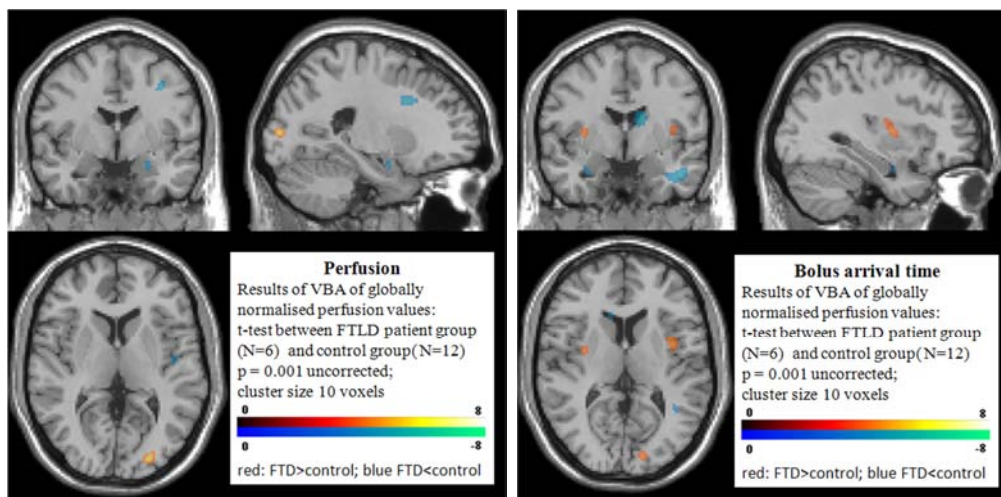 Perfusion
Results of VBA of globally
normalised perfusion values:
t-test between FTLD patient group
(N=6) and control group( N=12)
p = 0.001 uncorrected;
cluster size 10 voxels
0 8
0 -8
red: FTD>control; blue FTD<control
Bolus arrival time
Results of VBA of globally
normalised perfusion values:
t-test between FTLD patient group
(N=6) and control group( N=12)
p = 0.001 uncorrected;
cluster size 10 voxels
0 8
0 -8
red: FTD>control; blue FTD<control